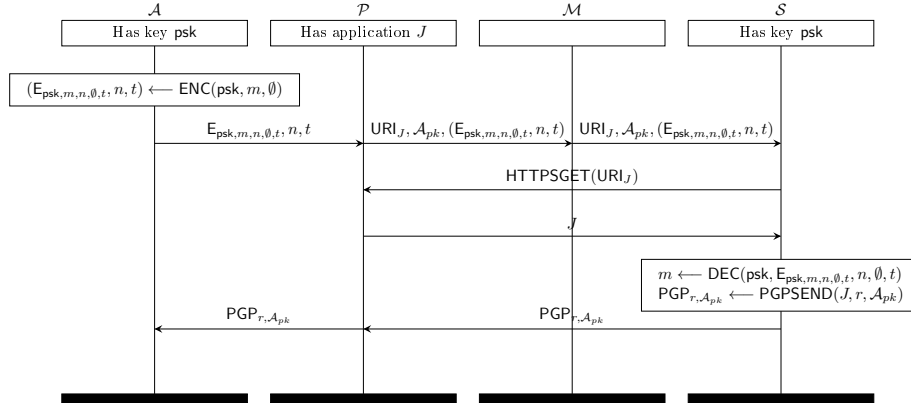 𝒜 𝒫 ℳ 𝒮
Has key psk Has application J Has key psk
(E_{psk,m,n,∅,t}, n, t) ⟵ ENC(psk, m, ∅)
E_{psk,m,n,∅,t}, n, t URI_J, 𝒜_{pk}, (E_{psk,m,n,∅,t}, n, t) URI_J, 𝒜_{pk}, (E_{psk,m,n,∅,t}, n, t)
HTTPSGET(URI_J)
J
m ⟵ DEC(psk, E_{psk,m,n,∅,t}, n, ∅, t)
PGP_{r,𝒜_{pk}} ⟵ PGPSEND(J, r, 𝒜_{pk})
PGP_{r,𝒜_{pk}} PGP_{r,𝒜_{pk}}